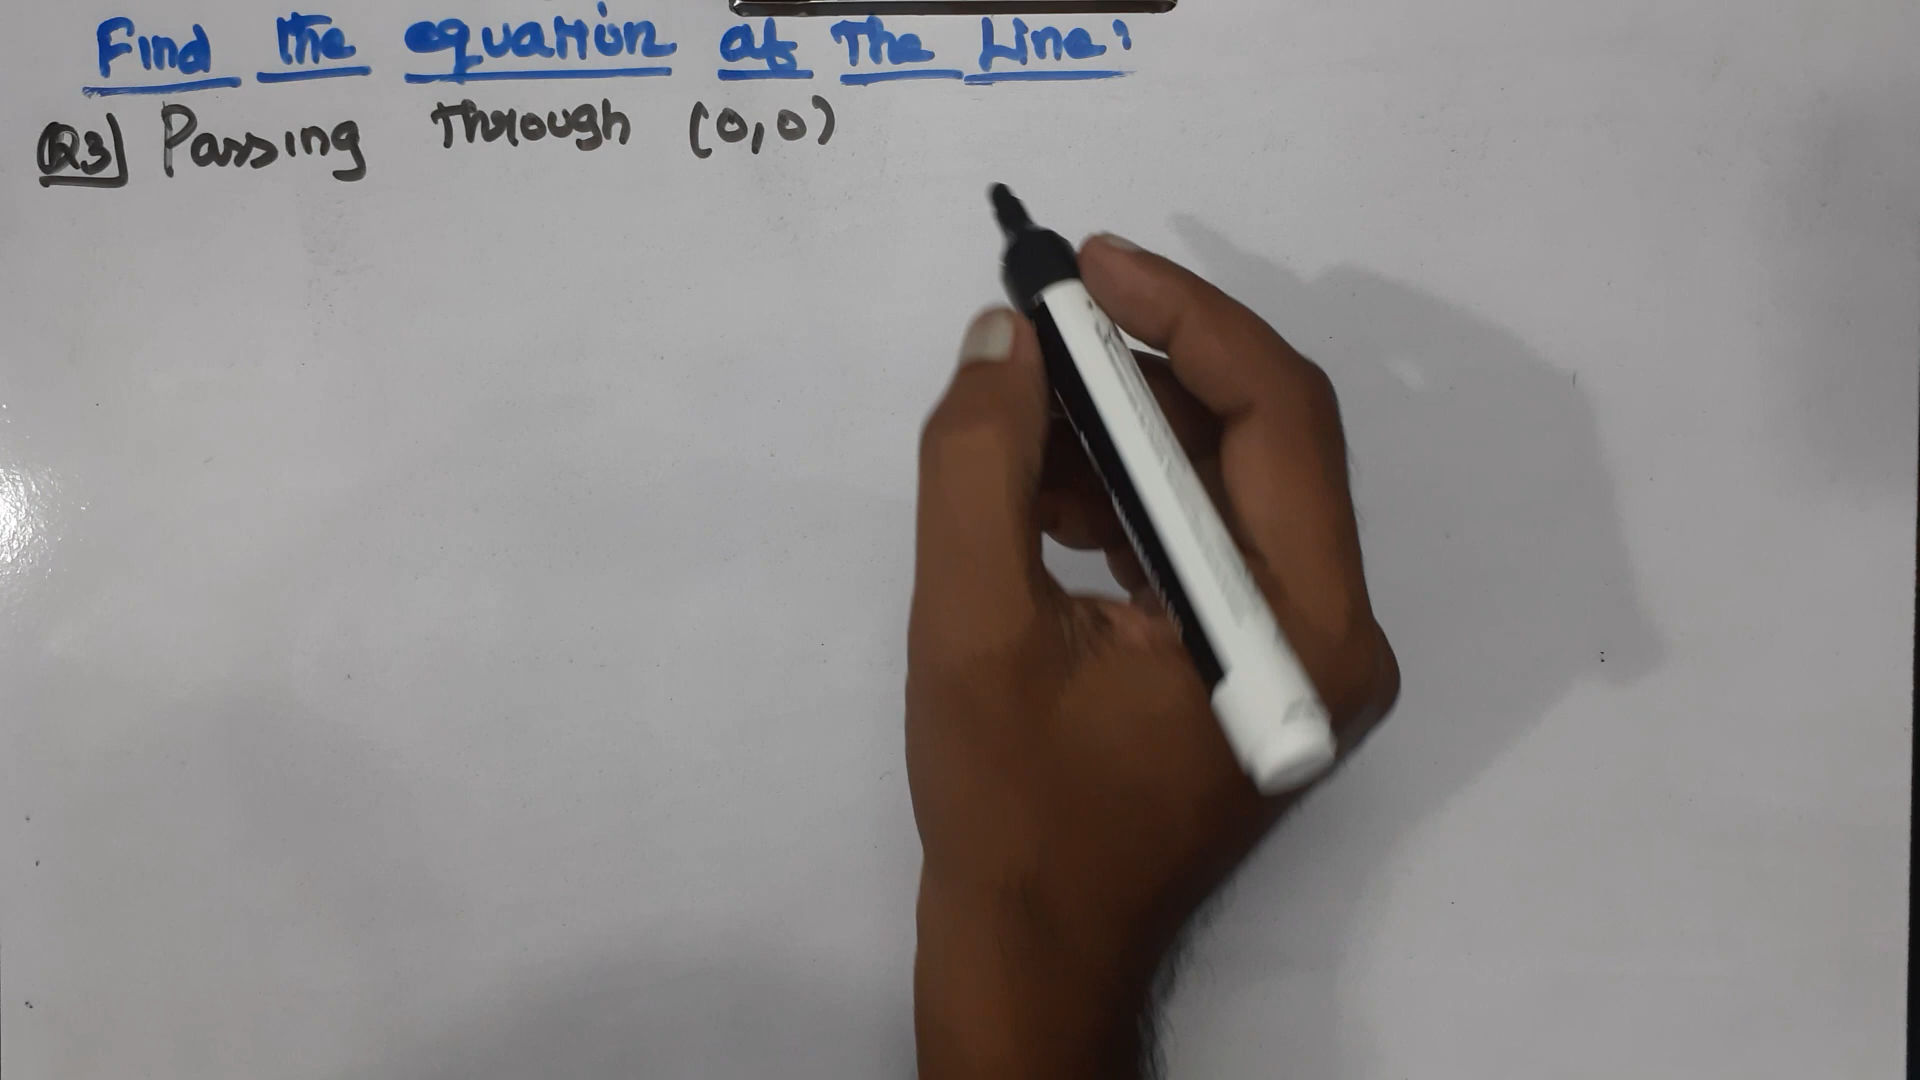 Find the equation of The Line:
Q3] Passing Through (0,0)